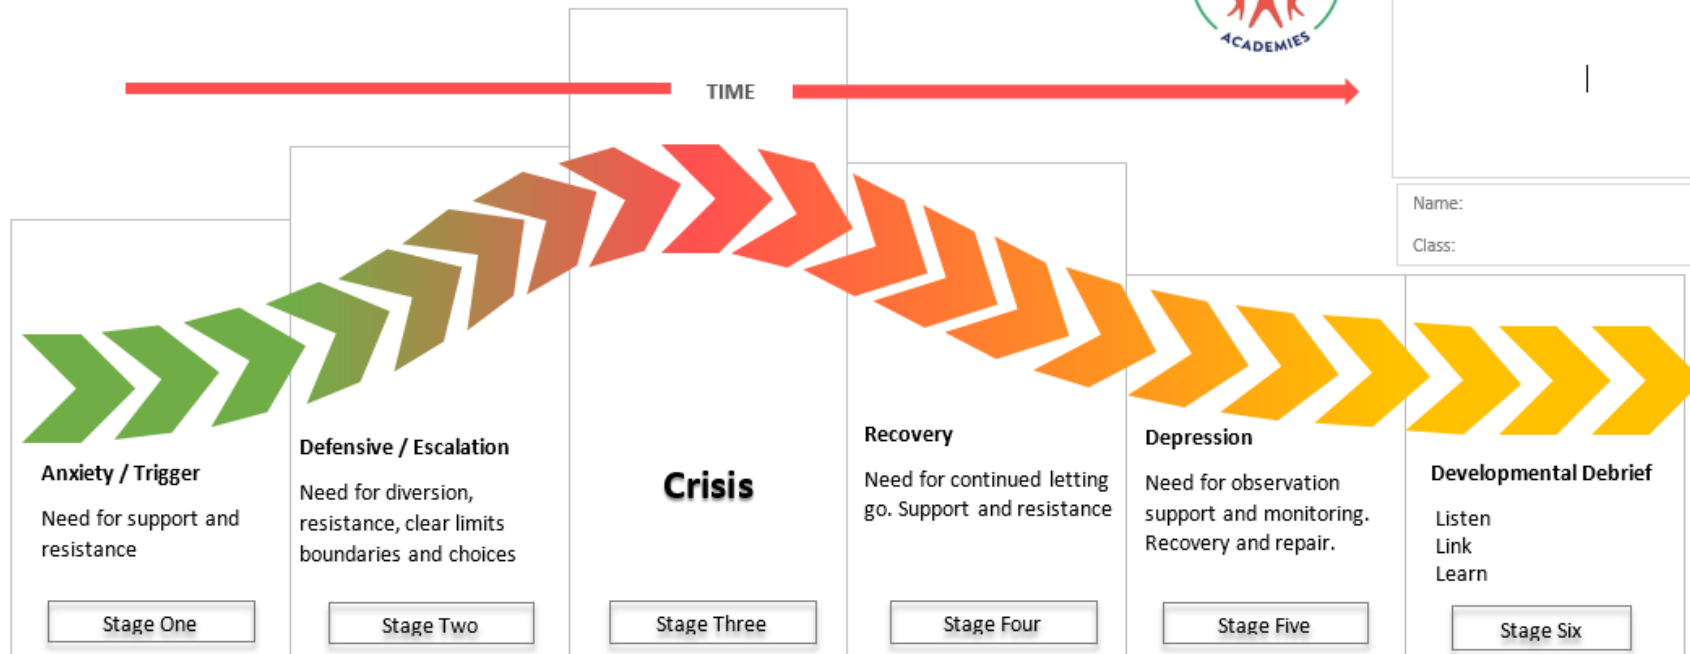 ACADEMIES
TIME
Name:
Class:
Anxiety / Trigger
Need for support and
resistance
Stage One
Defensive / Escalation
Need for diversion,
resistance, clear limits
boundaries and choices
Stage Two
Crisis
Stage Three
Recovery
Need for continued letting
go. Support and resistance
Stage Four
Depression
Need for observation
support and monitoring.
Recovery and repair.
Stage Five
Developmental Debrief
Listen
Link
Learn
Stage Six